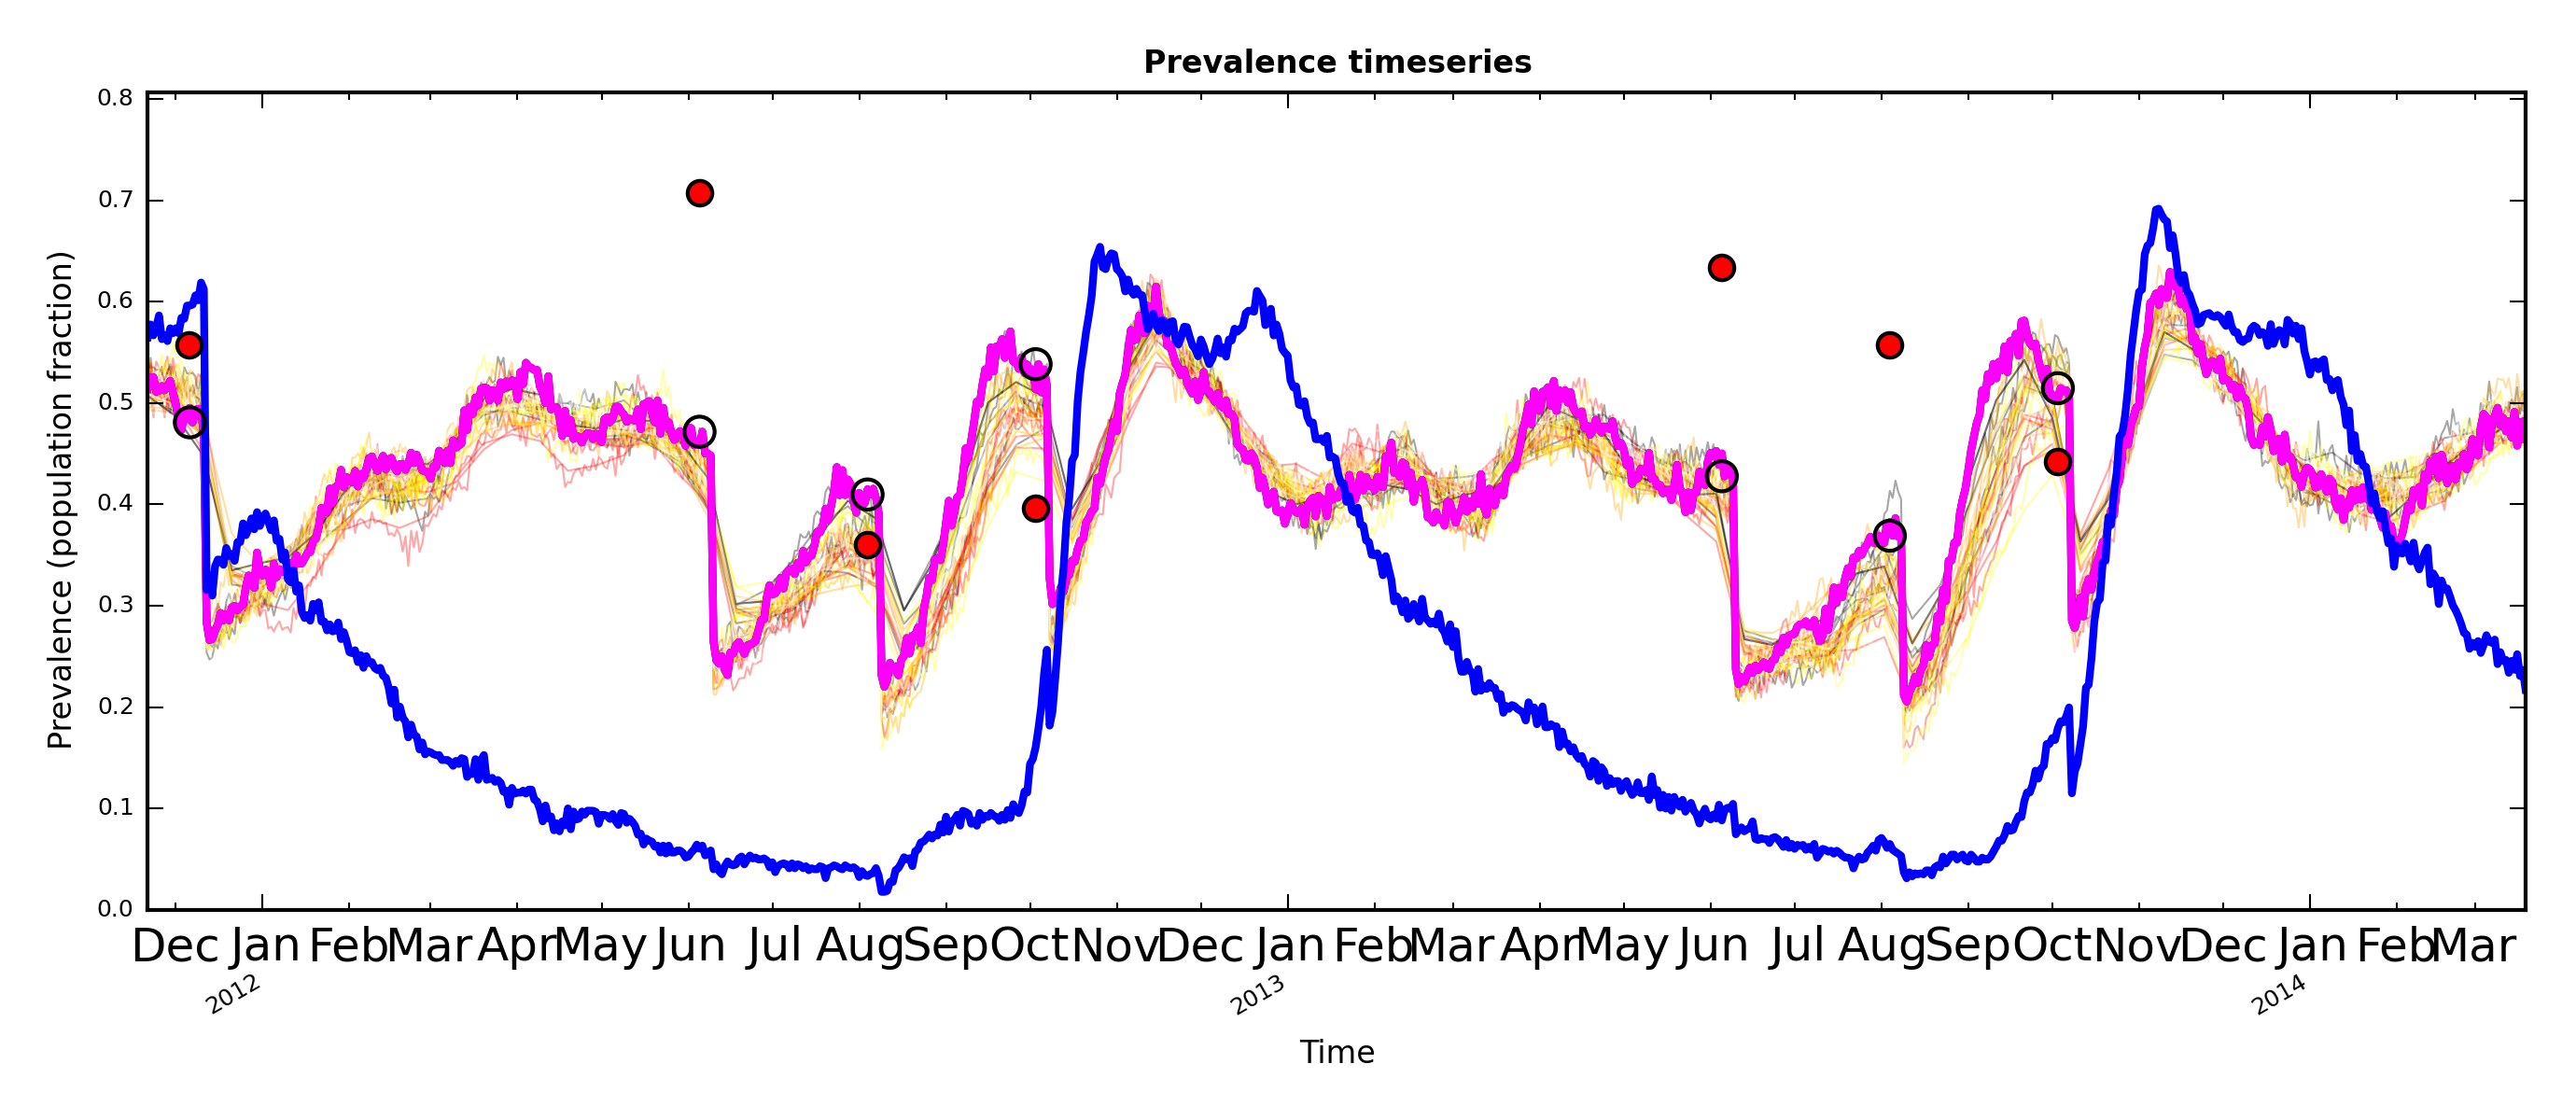 Prevalence timeseries
Prevalence (population fraction)
0.8
0.7
0.6
0.5
0.4
0.3
0.2
0.1
0.0
Dec Jan Feb Mar Apr May Jun Jul Aug Sep Oct Nov Dec Jan Feb Mar Apr May Jun Jul Aug Sep Oct Nov Dec Jan Feb Mar
2012 2013 2014
Time